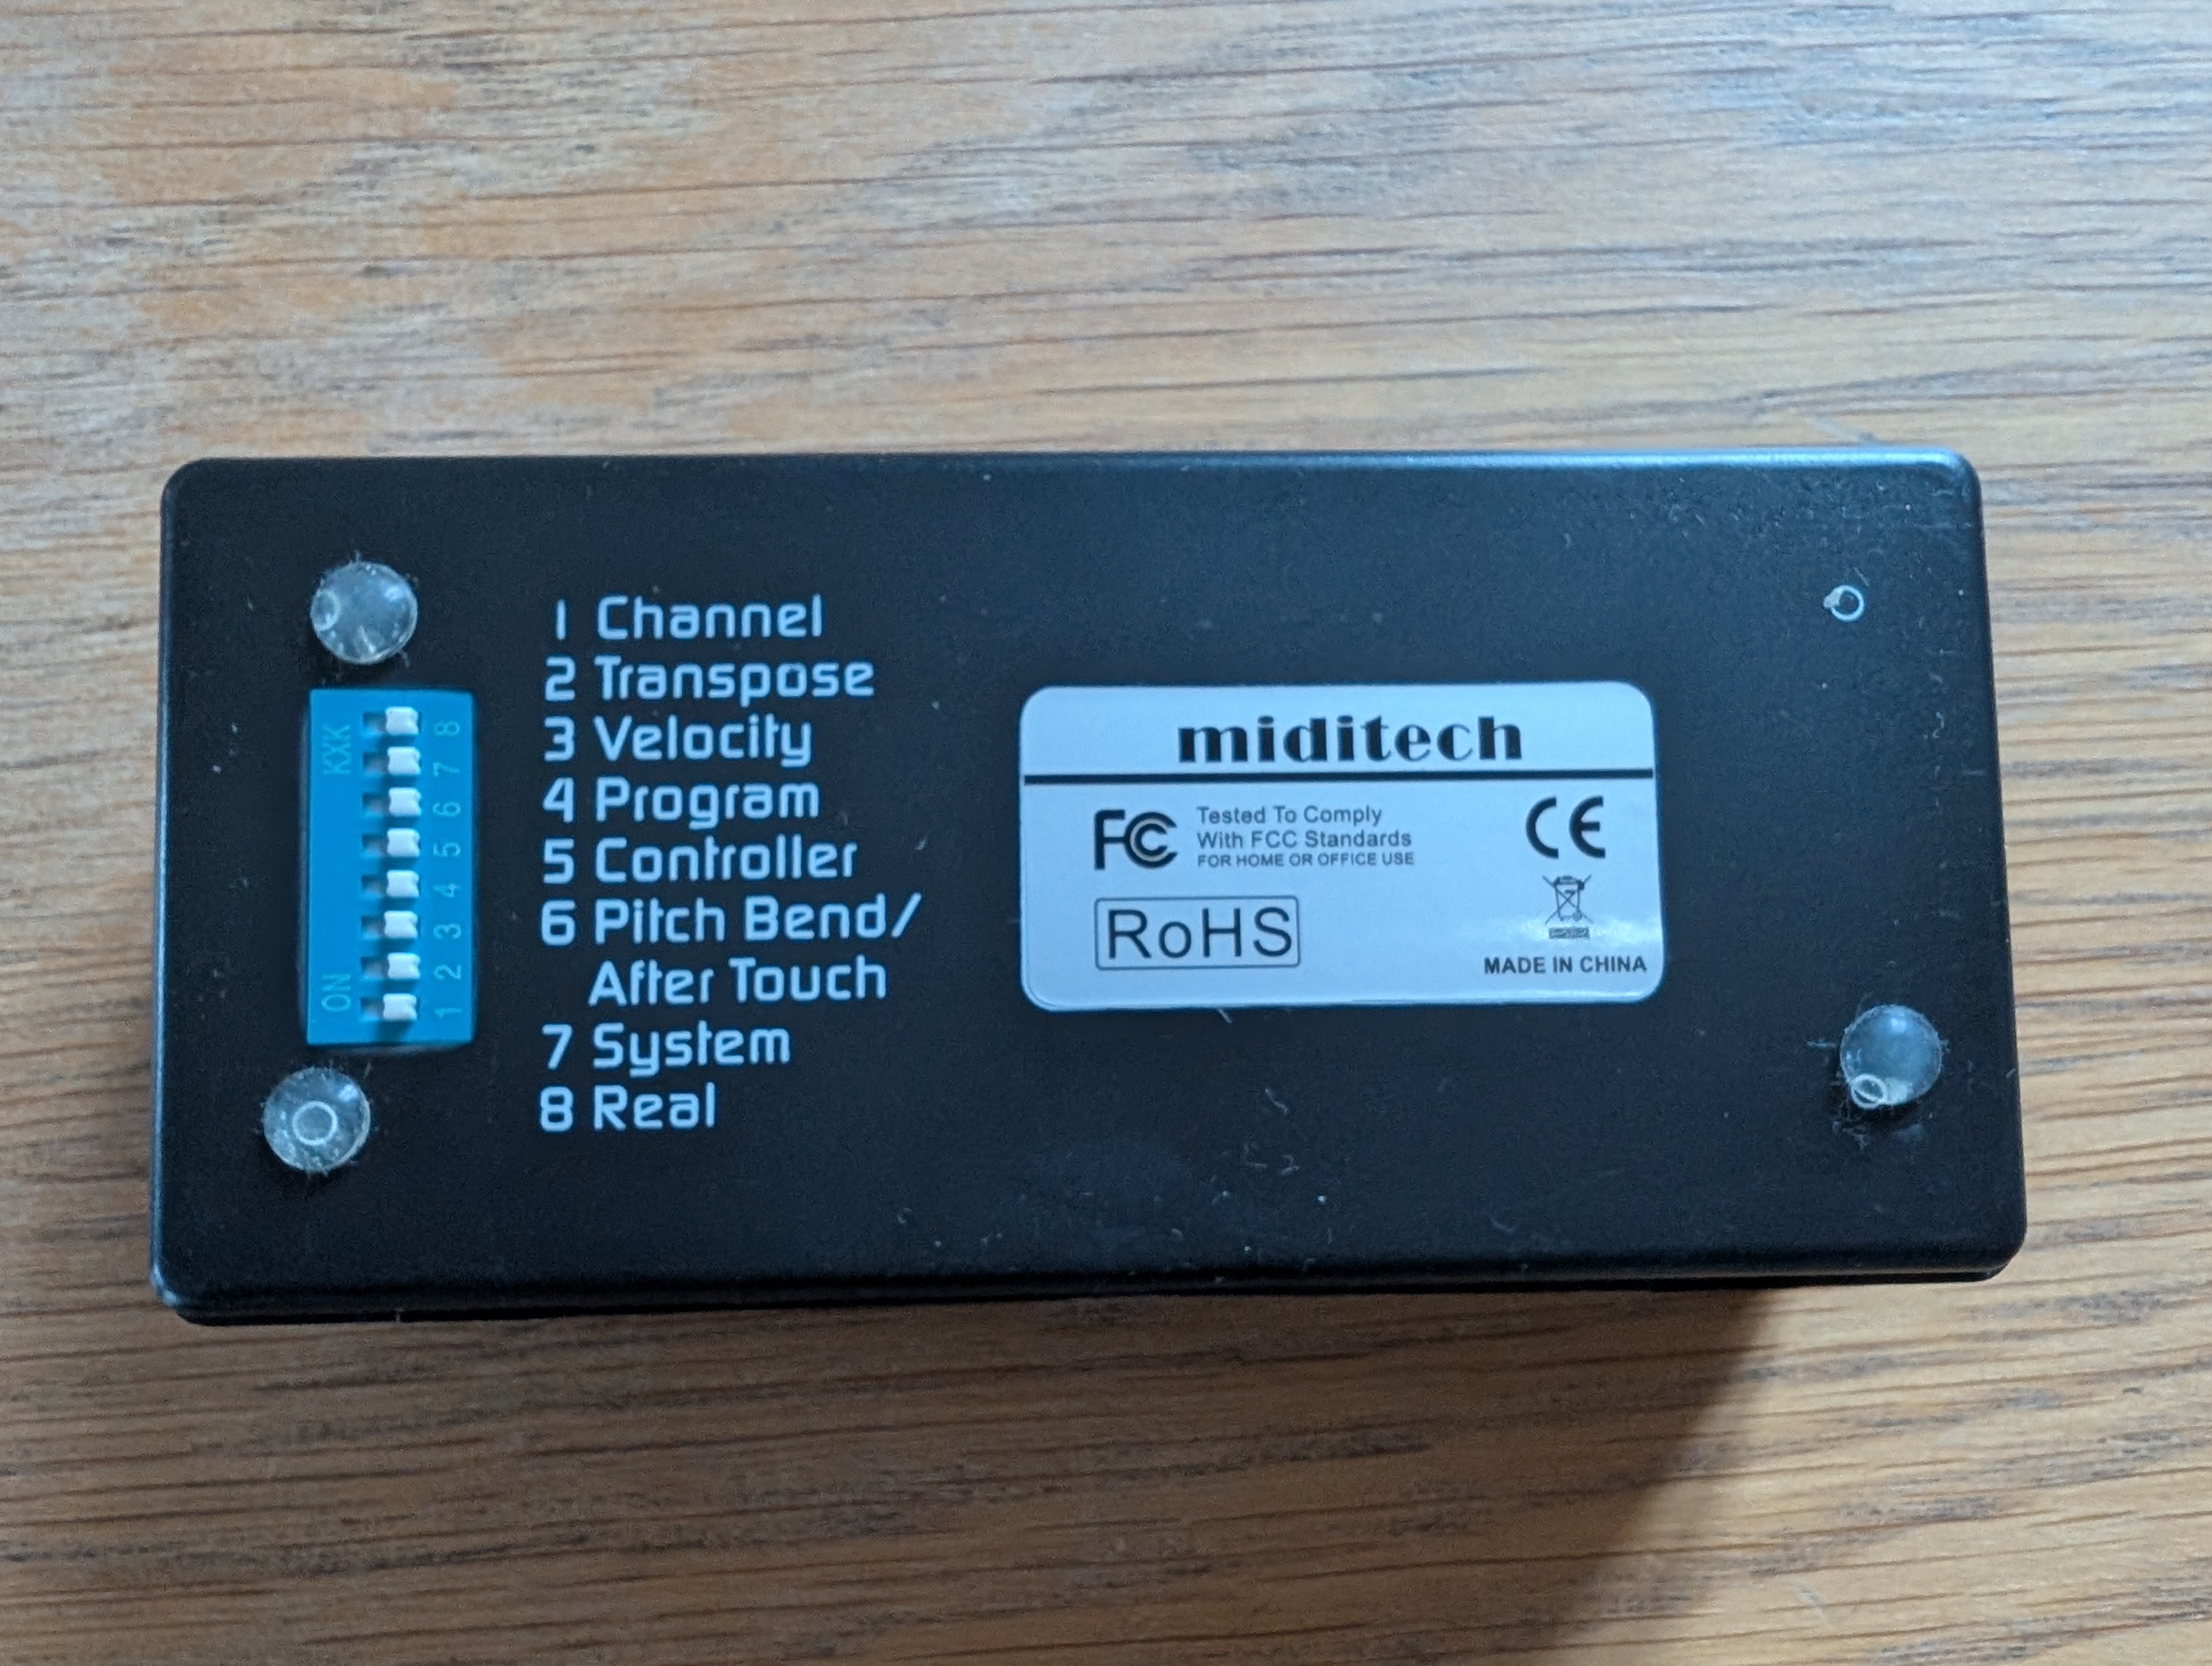 KXK
ON
8
7
6
5
4
3
2
1
1 Channel
2 Transpose
3 Velocity
4 Program
5 Controller
6 Pitch Bend/
After Touch
7 System
8 Real
miditech
FC Tested To Comply
With FCC Standards
FOR HOME OR OFFICE USE
CE
RoHS
MADE IN CHINA